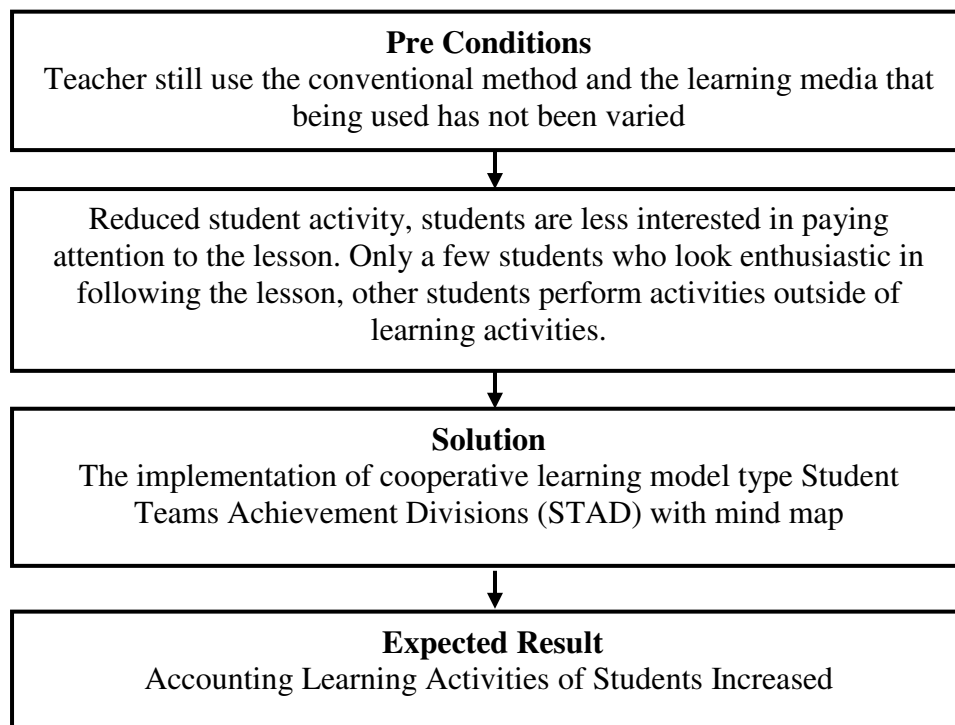 Pre Conditions
Teacher still use the conventional method and the learning media that
being used has not been varied
Reduced student activity, students are less interested in paying
attention to the lesson. Only a few students who look enthusiastic in
following the lesson, other students perform activities outside of
learning activities.
Solution
The implementation of cooperative learning model type Student
Teams Achievement Divisions (STAD) with mind map
Expected Result
Accounting Learning Activities of Students Increased